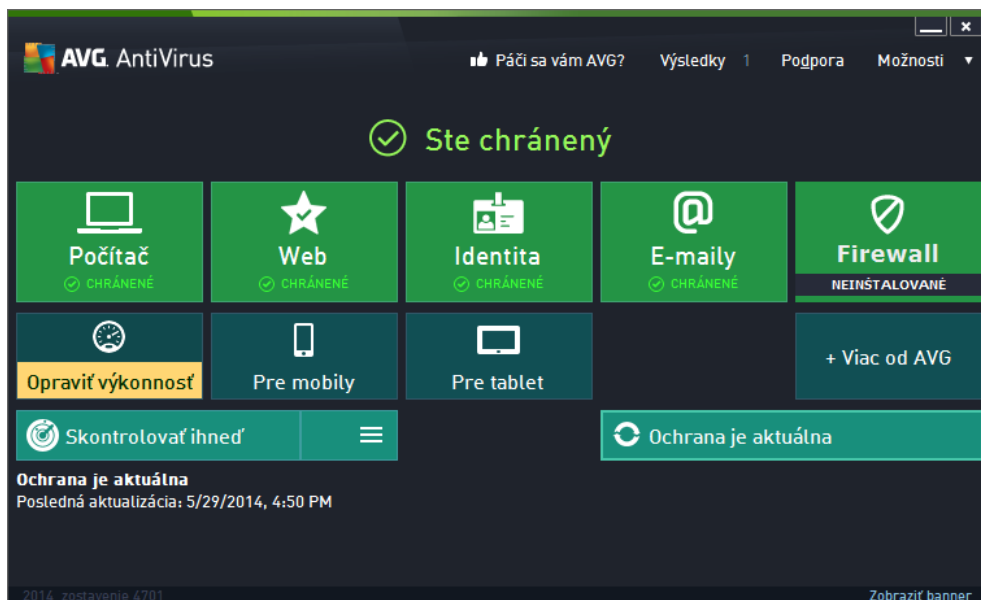 AVG. AntiVirus
Páči sa vám AVG? Výsledky 1 Podpora Možnosti
Ste chránený
Počítač
CHRÁNENÉ
Web
CHRÁNENÉ
Identita
CHRÁNENÉ
E-maily
CHRÁNENÉ
Firewall
NEINŠTALOVANÉ
Opraviť výkonnosť
Pre mobily
Pre tablet
+ Viac od AVG
Skontrolovať ihneď
Ochrana je aktuálna
Ochrana je aktuálna
Posledná aktualizácia: 5/29/2014, 4:50 PM
2014 zostavenie 4701
Zobraziť banner